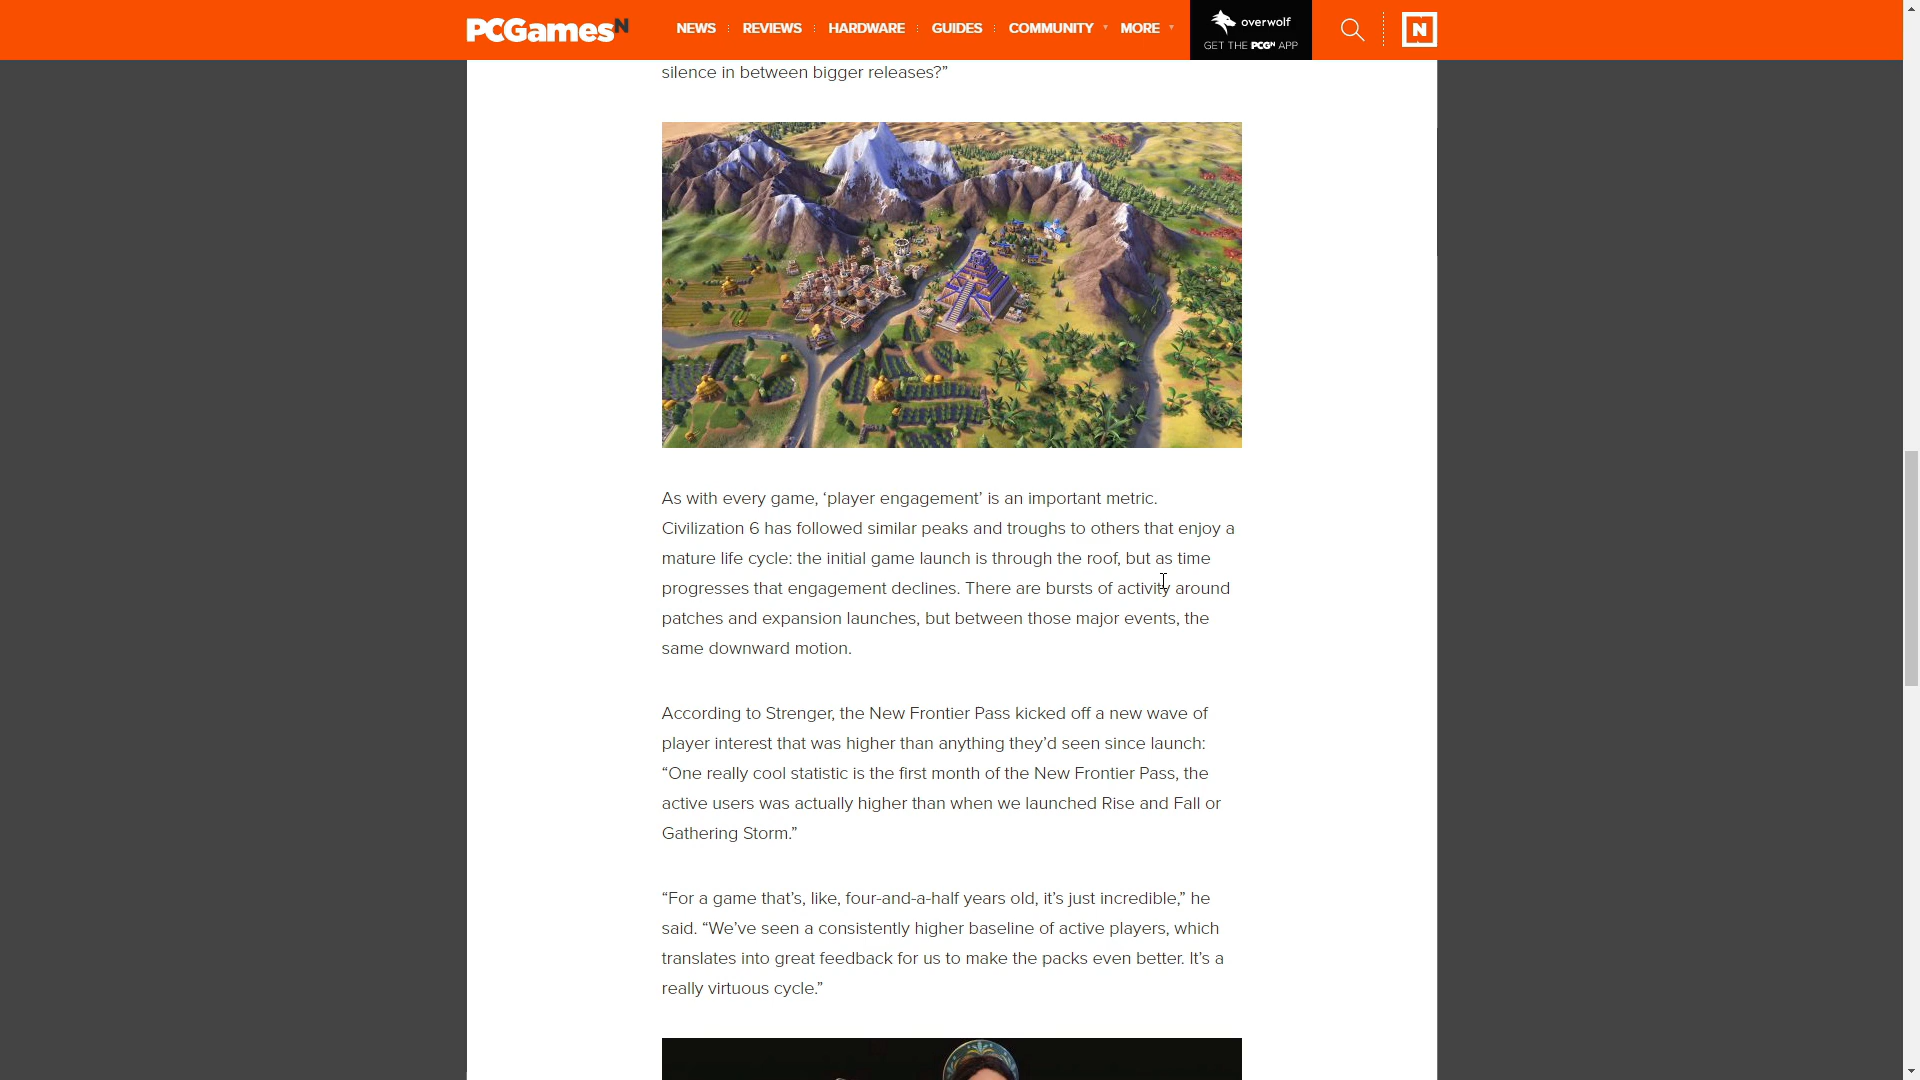 PCGamesN
NEWS
REVIEWS
HARDWARE
GUIDES
COMMUNITY
MORE
overwolf
GET THE PCGN APP
N
silence in between bigger releases?”
As with every game, ‘player engagement’ is an important metric.
Civilization 6 has followed similar peaks and troughs to others that enjoy a
mature life cycle: the initial game launch is through the roof, but as time
progresses that engagement declines. There are bursts of activity around
patches and expansion launches, but between those major events, the
same downward motion.
According to Strenger, the New Frontier Pass kicked off a new wave of
player interest that was higher than anything they’d seen since launch:
“One really cool statistic is the first month of the New Frontier Pass, the
active users was actually higher than when we launched Rise and Fall or
Gathering Storm.”
“For a game that’s, like, four-and-a-half years old, it’s just incredible,” he
said. “We’ve seen a consistently higher baseline of active players, which
translates into great feedback for us to make the packs even better. It’s a
really virtuous cycle.”